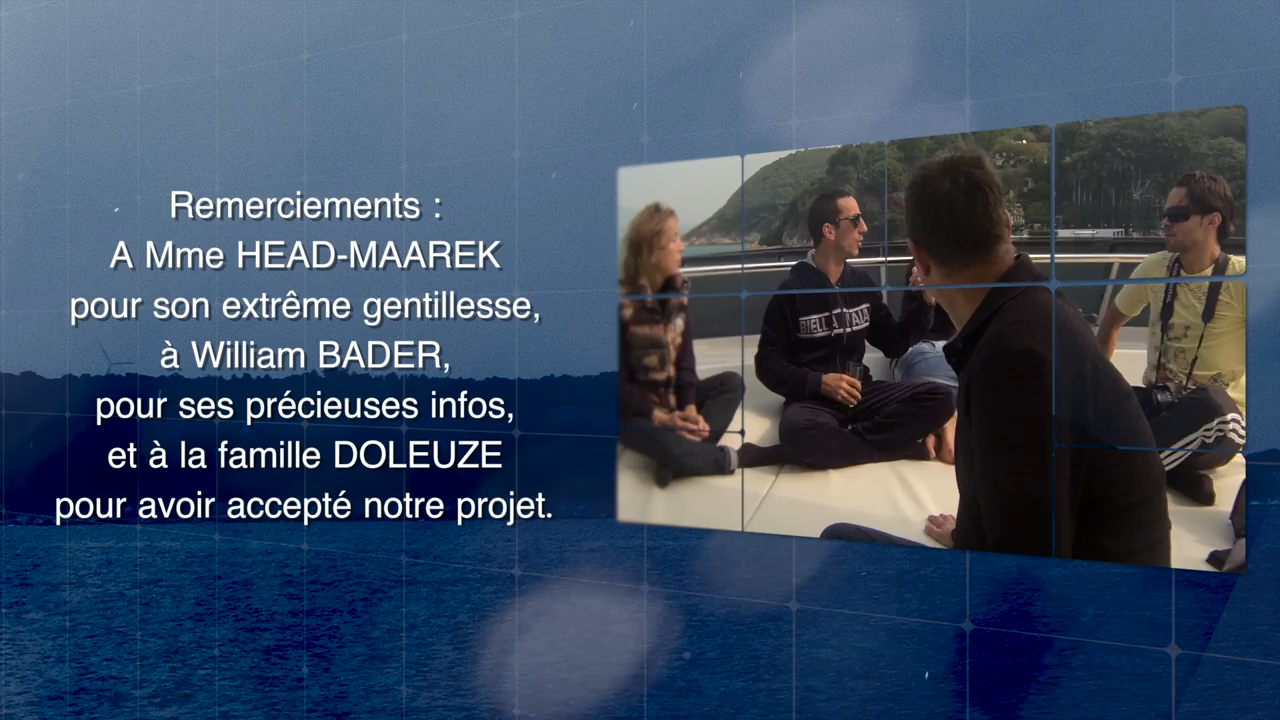 Remerciements :
A Mme HEAD-MAAREK
pour son extrême gentillesse,
à William BADER,
pour ses précieuses infos,
et à la famille DOLEUZE
pour avoir accepté notre projet.
BIELLA